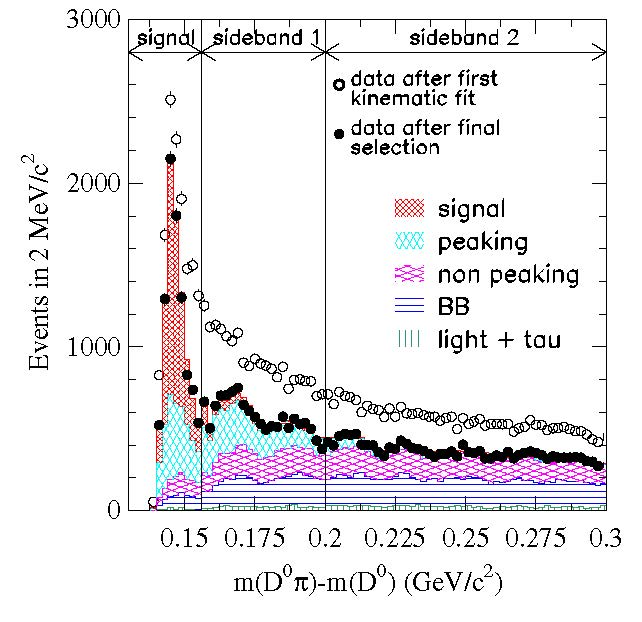 3000
signal sideband 1 sideband 2
data after first
kinematic fit
data after final
selection
2000
signal
peaking
non peaking
1000
BB
light + tau
0
0.15 0.175 0.2 0.225 0.25 0.275 0.3
m(D⁰π)-m(D⁰) (GeV/c²)
Events in 2 MeV/c²